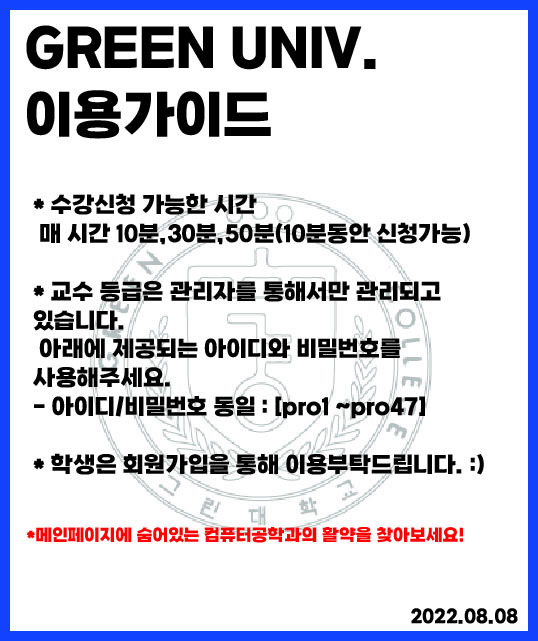 GREEN UNIV.
이용가이드
* 수강신청 가능한 시간
매 시간 10분,30분,50분(10분동안 신청가능)
* 교수 등급은 관리자를 통해서만 관리되고
있습니다.
아래에 제공되는 아이디와 비밀번호를
사용해주세요.
- 아이디/비밀번호 동일 : [pro1 ~pro47]
* 학생은 회원가입을 통해 이용부탁드립니다. :)
그린대학교
*메인페이지에 숨어있는 컴퓨터공학과의 활약을 찾아보세요!
2022.08.08